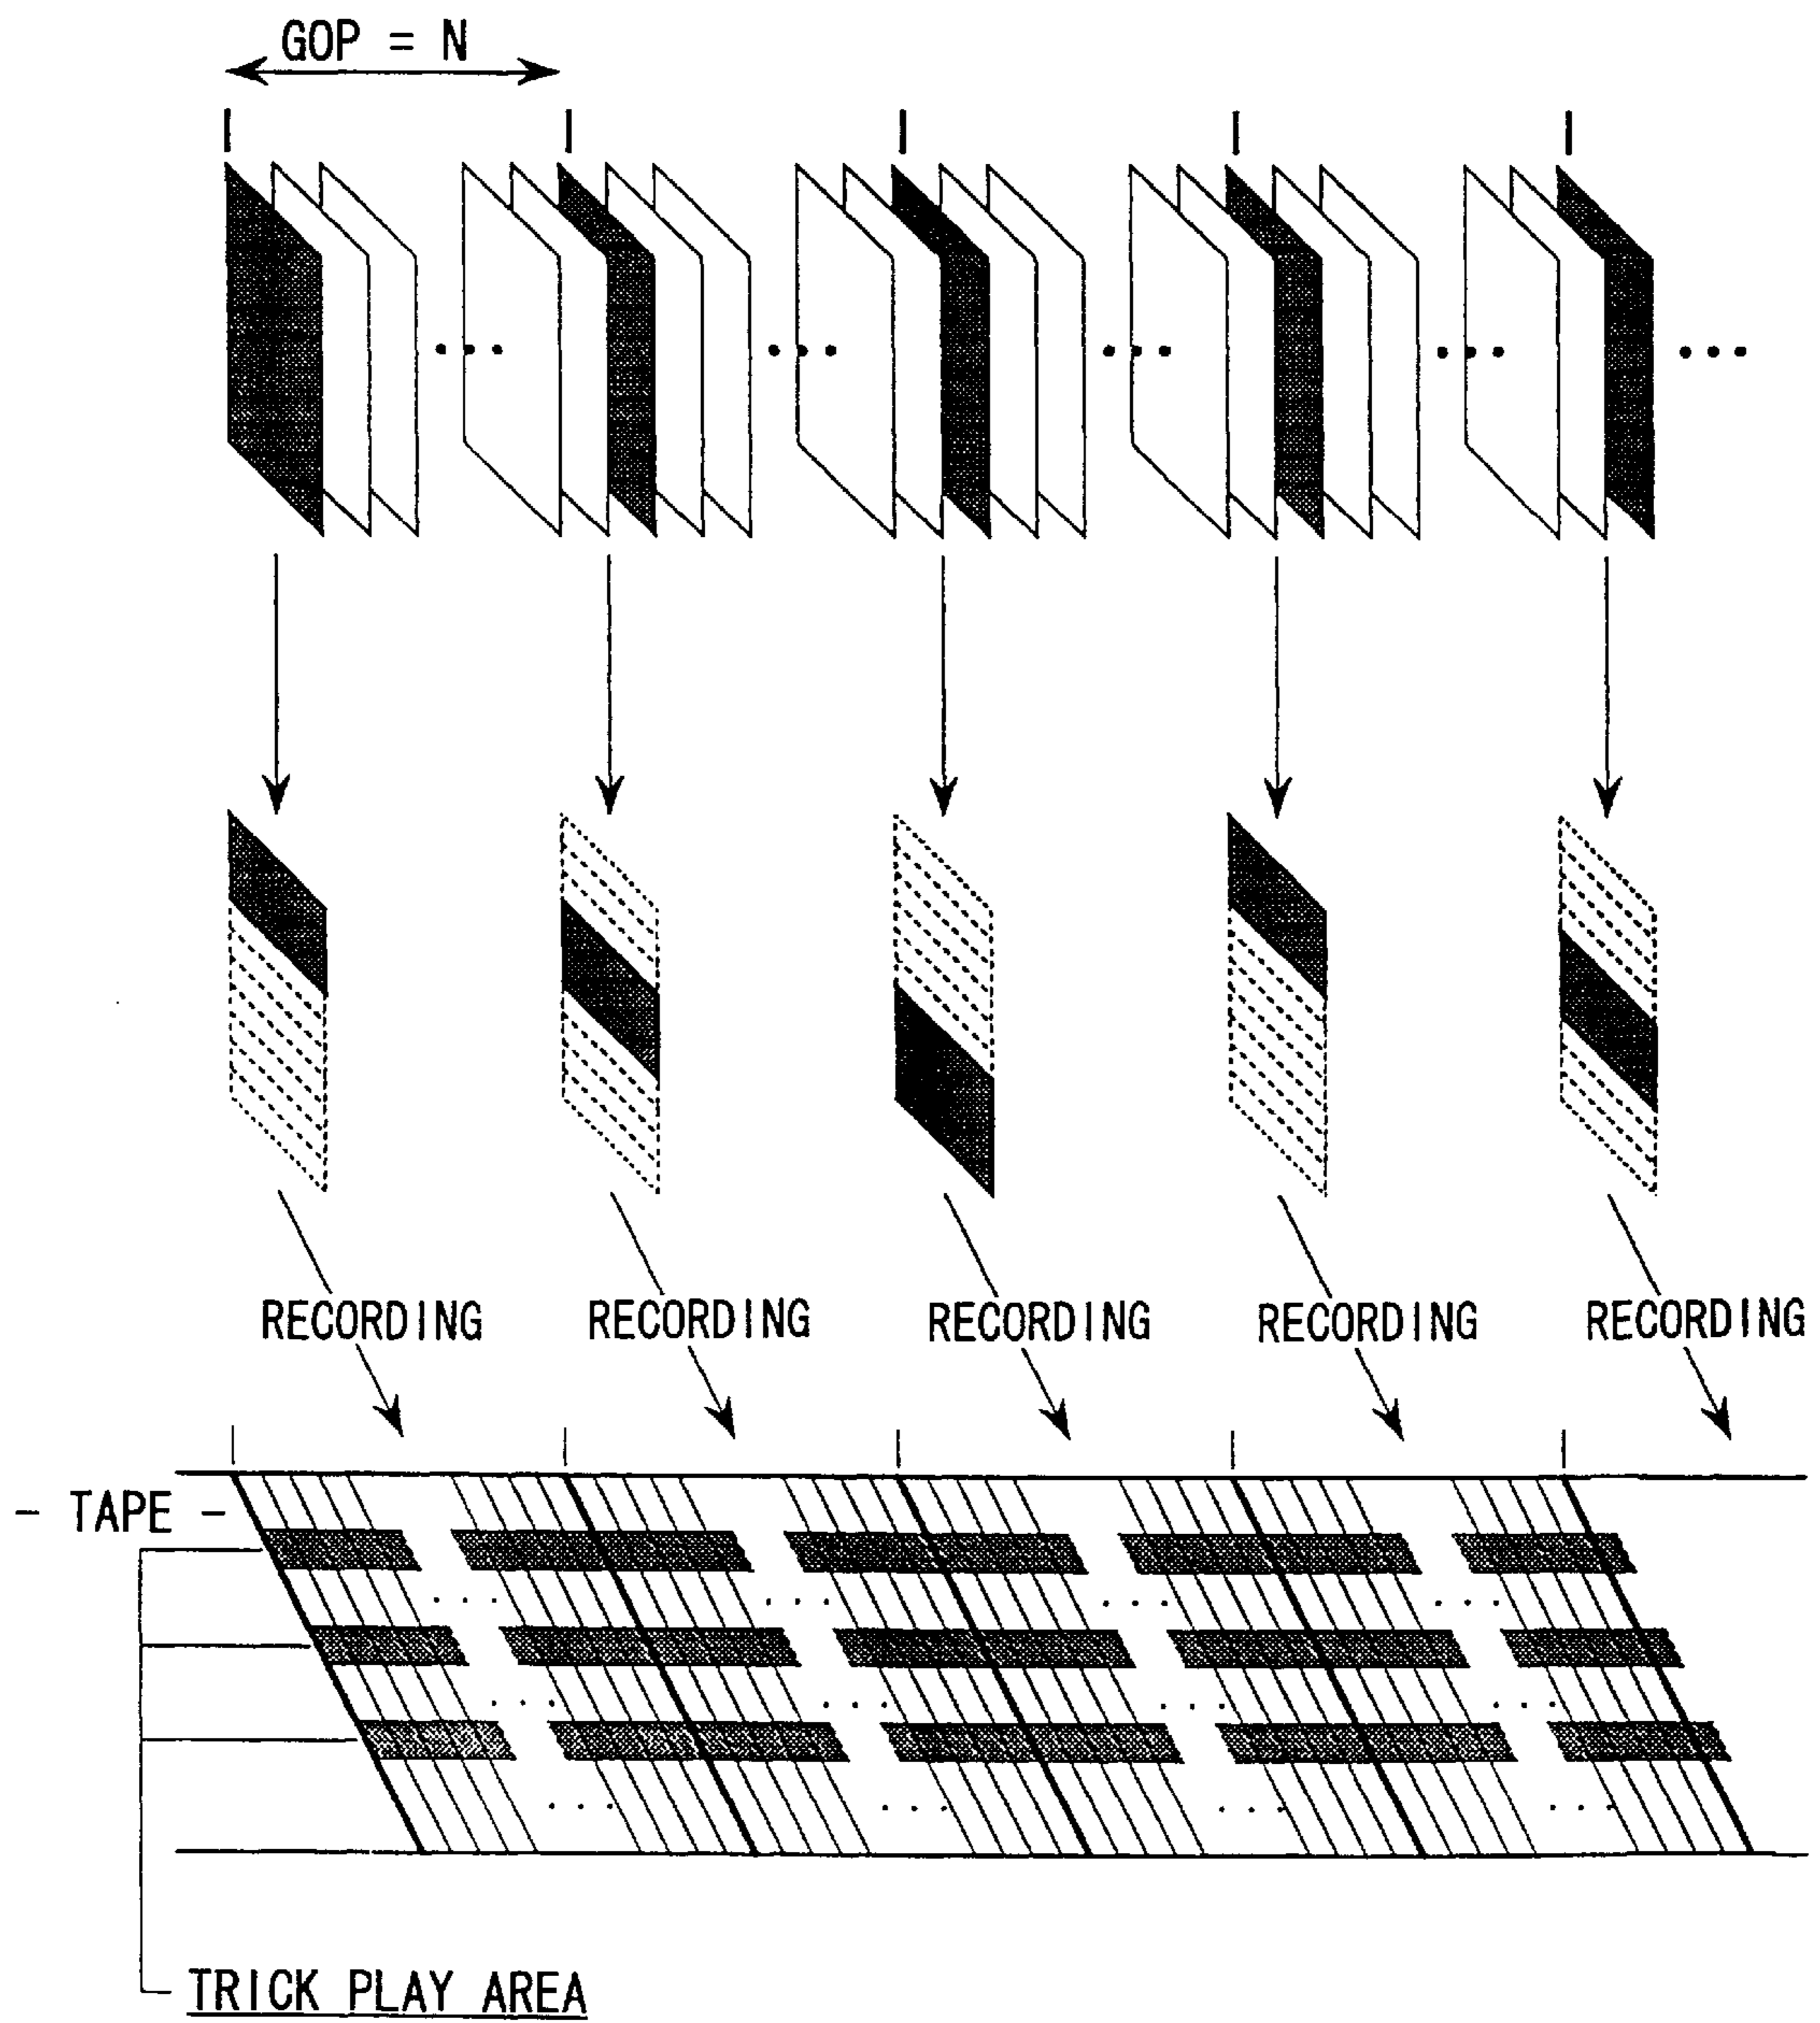 GOP = N
I I I I I
RECORDING RECORDING RECORDING RECORDING RECORDING
- TAPE -
TRICK PLAY AREA